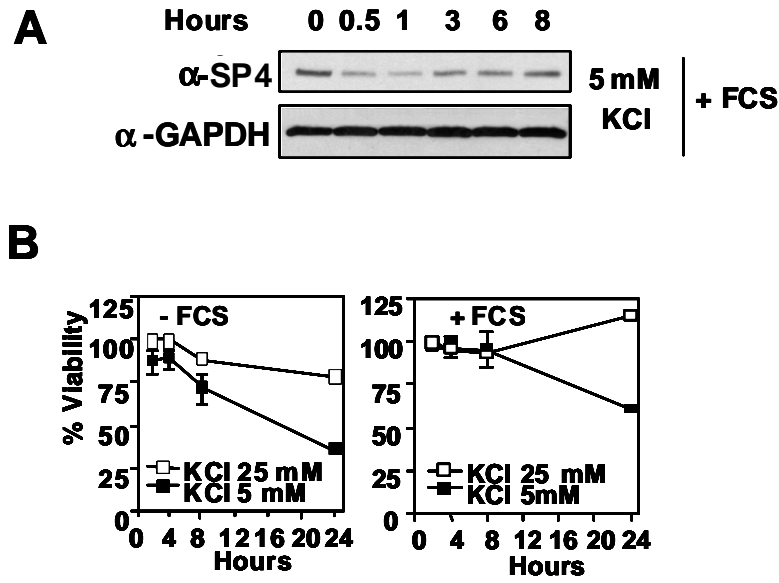 A
Hours 0 0.5 1 3 6 8
α-SP4
α-GAPDH
5 mM
KCl
+ FCS
B
% Viability
125
100
75
50
25
0
- FCS
KCl 25 mM
KCl 5 mM
0 4 8 12 16 20 24
Hours
125
100
75
50
25
0
+ FCS
KCl 25 mM
KCl 5mM
0 4 8 12 16 20 24
Hours